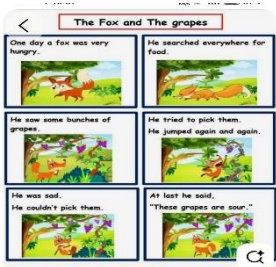 The Fox and The grapes
One day a fox was very
hungry.
He searched everywhere for
food.
He saw some bunches of
grapes.
He tried to pick them.
He jumped again and again.
He was sad.
He couldn't pick them.
At last he said,
"These grapes are sour."